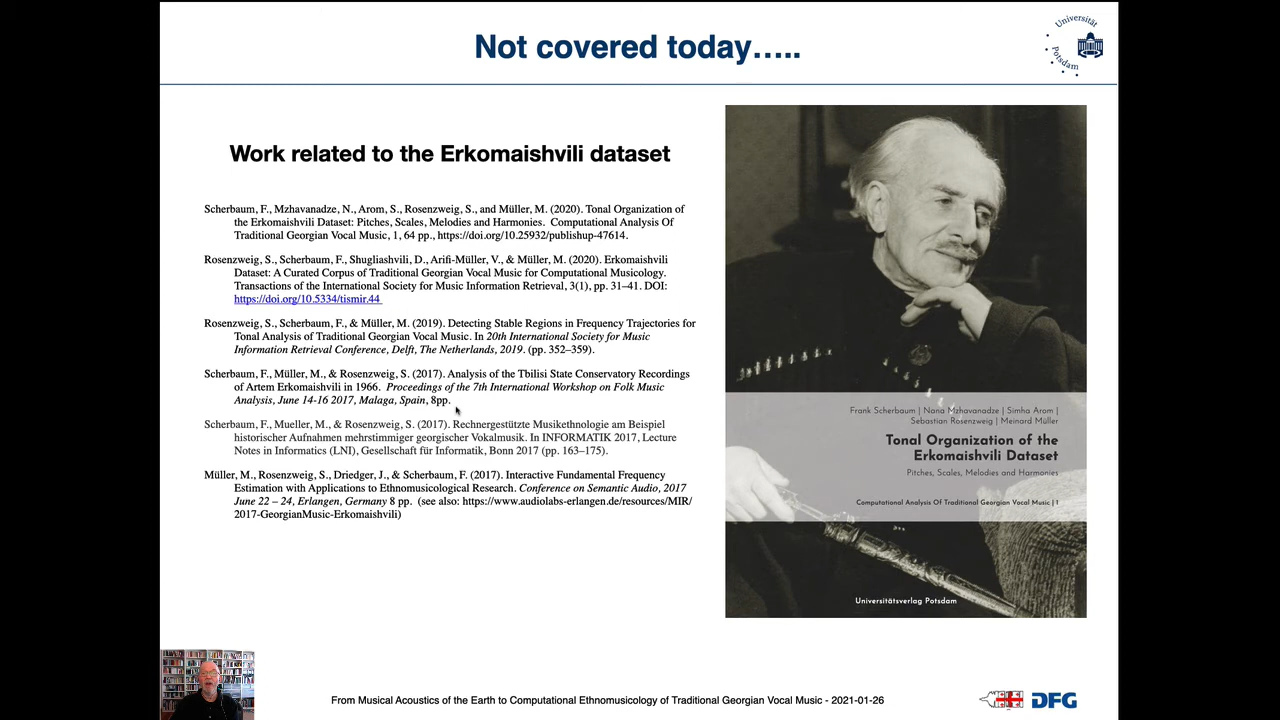 Not covered today…..
Universität
Potsdam
Work related to the Erkomaishvili dataset
Scherbaum, F., Mzhavanadze, N., Arom, S., Rosenzweig, S., and Müller, M. (2020). Tonal Organization of
the Erkomaishvili Dataset: Pitches, Scales, Melodies and Harmonies. Computational Analysis Of
Traditional Georgian Vocal Music, 1, 64 pp., https://doi.org/10.25932/publishup-47614.
Rosenzweig, S., Scherbaum, F., Shugliashvili, D., Arifi-Müller, V., & Müller, M. (2020). Erkomaishvili
Dataset: A Curated Corpus of Traditional Georgian Vocal Music for Computational Musicology.
Transactions of the International Society for Music Information Retrieval, 3(1), pp. 31–41. DOI:
https://doi.org/10.5334/tismir.44
Rosenzweig, S., Scherbaum, F., & Müller, M. (2019). Detecting Stable Regions in Frequency Trajectories for
Tonal Analysis of Traditional Georgian Vocal Music. In 20th International Society for Music
Information Retrieval Conference, Delft, The Netherlands, 2019. (pp. 352–359).
Scherbaum, F., Müller, M., & Rosenzweig, S. (2017). Analysis of the Tbilisi State Conservatory Recordings
of Artem Erkomaishvili in 1966. Proceedings of the 7th International Workshop on Folk Music
Analysis, June 14-16 2017, Malaga, Spain, 8pp.
Scherbaum, F., Mueller, M., & Rosenzweig, S. (2017). Rechnergestützte Musikethnologie am Beispiel
historischer Aufnahmen mehrstimmiger georgischer Vokalmusik. In INFORMATIK 2017, Lecture
Notes in Informatics (LNI), Gesellschaft für Informatik, Bonn 2017 (pp. 163–175).
Müller, M., Rosenzweig, S., Driedger, J., & Scherbaum, F. (2017). Interactive Fundamental Frequency
Estimation with Applications to Ethnomusicological Research. Conference on Semantic Audio, 2017
June 22 – 24, Erlangen, Germany 8 pp. (see also: https://www.audiolabs-erlangen.de/resources/MIR/
2017-GeorgianMusic-Erkomaishvili)
Frank Scherbaum | Nana Mzhavanadze | Simha Arom |
Sebastian Rosenzweig | Meinard Müller
Tonal Organization of the
Erkomaishvili Dataset
Pitches, Scales, Melodies and Harmonies
Computational Analysis Of Traditional Georgian Vocal Music | 1
Universitätsverlag Potsdam
From Musical Acoustics of the Earth to Computational Ethnomusicology of Traditional Georgian Vocal Music - 2021-01-26
DFG